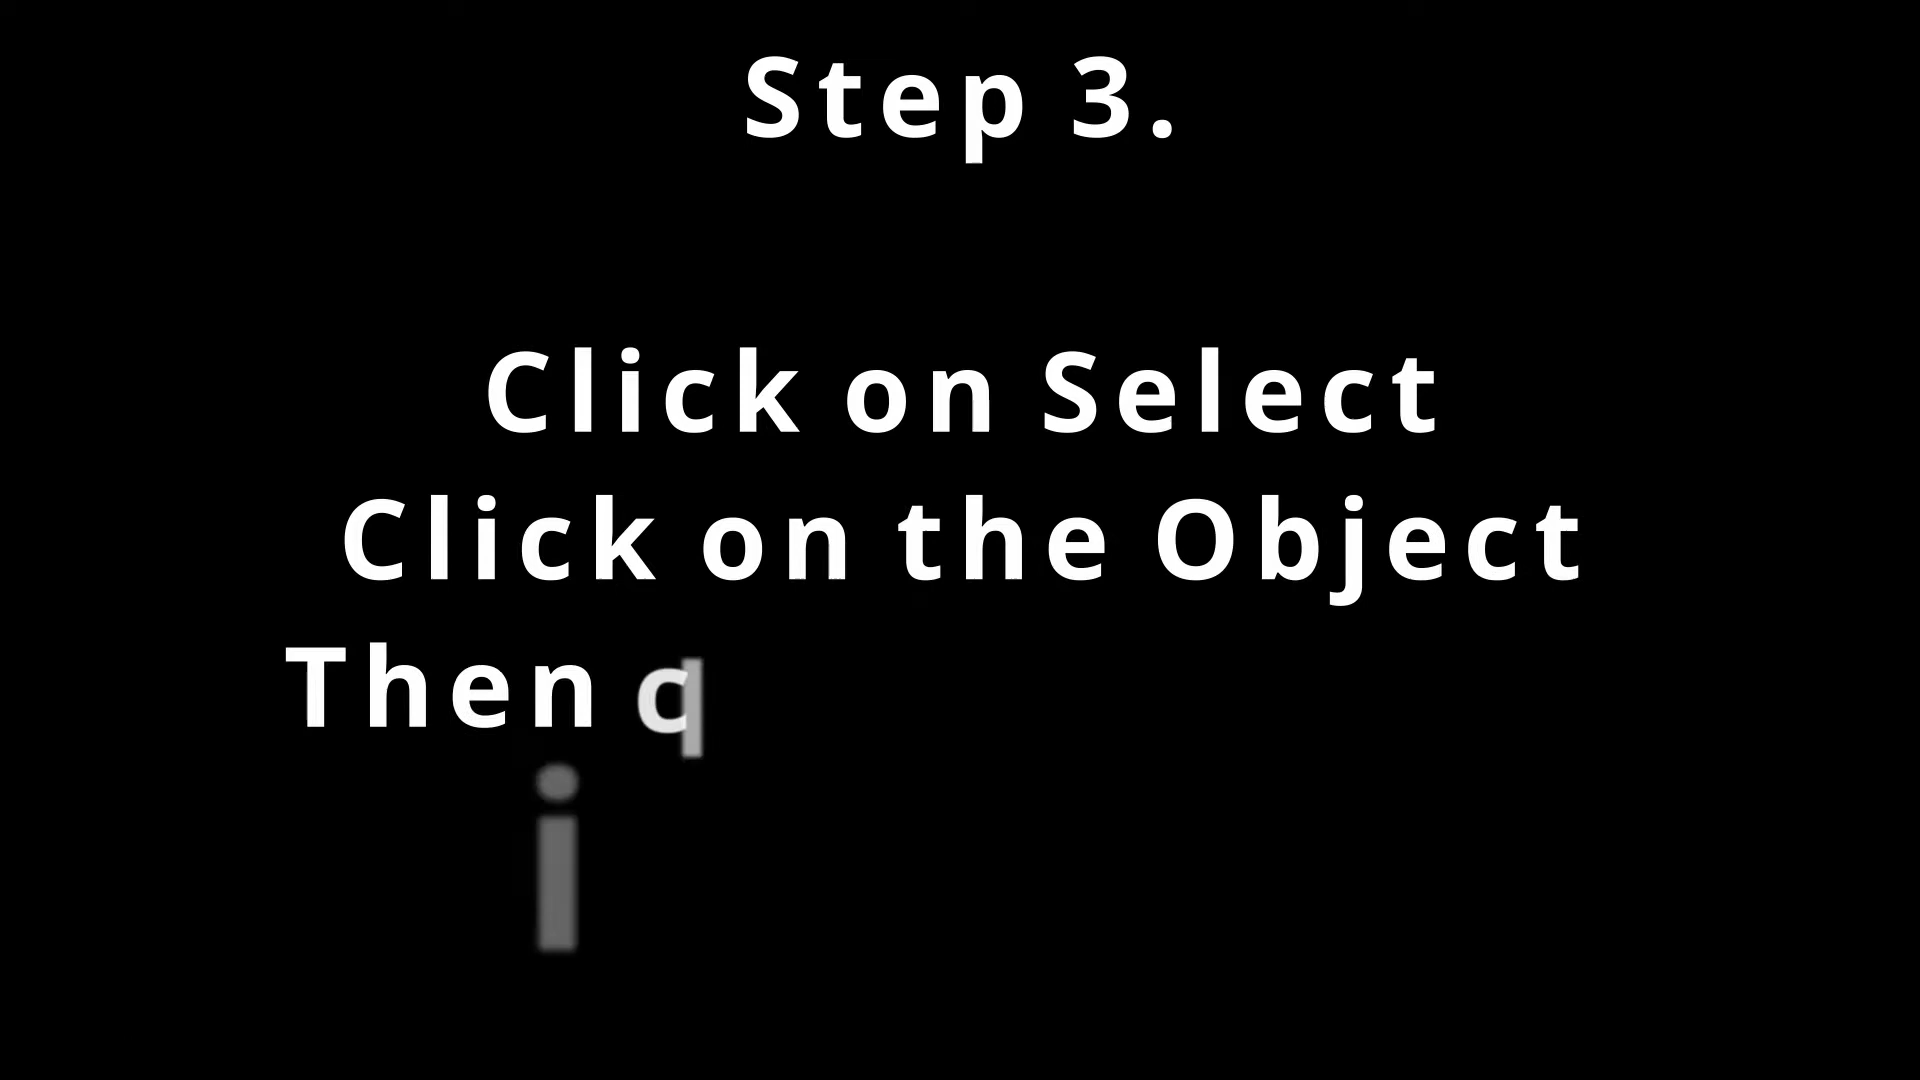 Step 3.
Click on Select
Click on the Object
Then